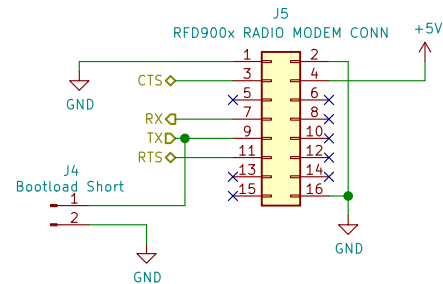 J5
RFD900x RADIO MODEM CONN
+5V
1 2
GND
CTS 3 4
5 6
RX 7 8
TX 9 10
RTS 11 12
13 14
15 16
J4
Bootload Short
1
2
GND
GND